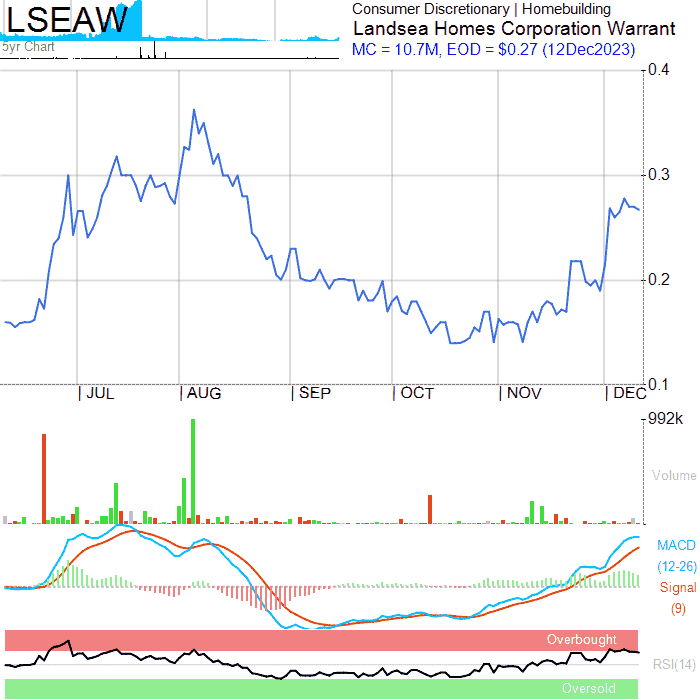 LSEAW
5yr Chart
Consumer Discretionary | Homebuilding
Landsea Homes Corporation Warrant
MC = 10.7M, EOD = $0.27 (12Dec2023)
0.4
0.3
0.2
0.1
JUL AUG SEP OCT NOV DEC
992k
Volume
MACD
(12-26)
Signal
(9)
Overbought
RSI(14)
Oversold